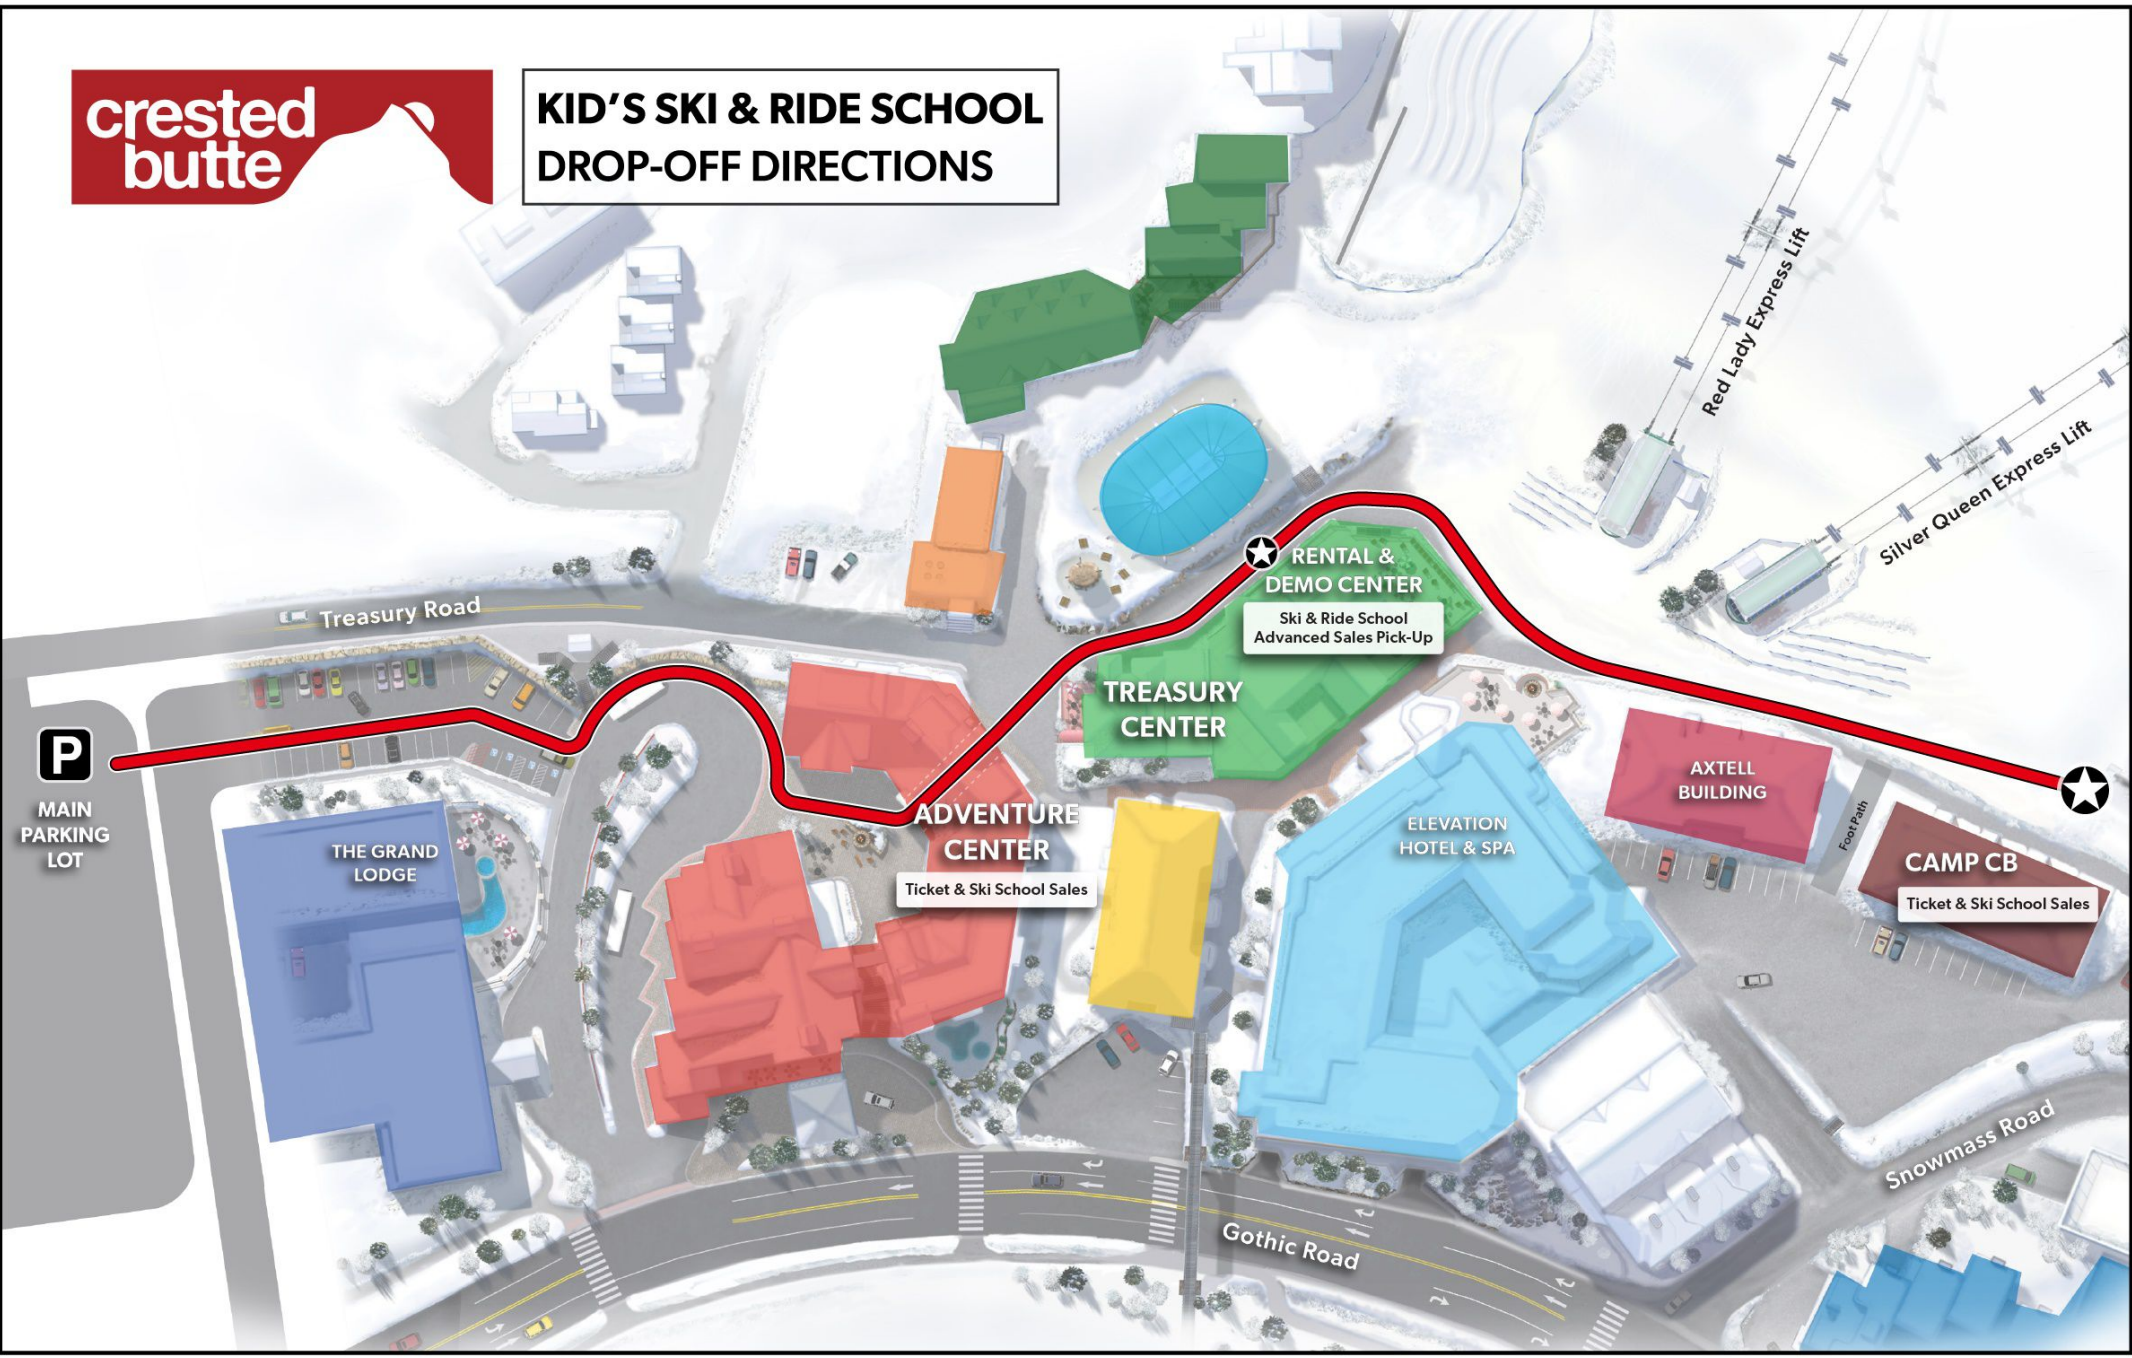 crested
butte
KID'S SKI & RIDE SCHOOL
DROP-OFF DIRECTIONS
Red Lady Express Lift
Silver Queen Express Lift
Treasury Road
RENTAL &
DEMO CENTER
Ski & Ride School
Advanced Sales Pick-Up
TREASURY
CENTER
P
MAIN
PARKING
LOT
THE GRAND
LODGE
ADVENTURE
CENTER
Ticket & Ski School Sales
ELEVATION
HOTEL & SPA
AXTELL
BUILDING
Foot Path
CAMP CB
Ticket & Ski School Sales
Snowmass Road
Gothic Road